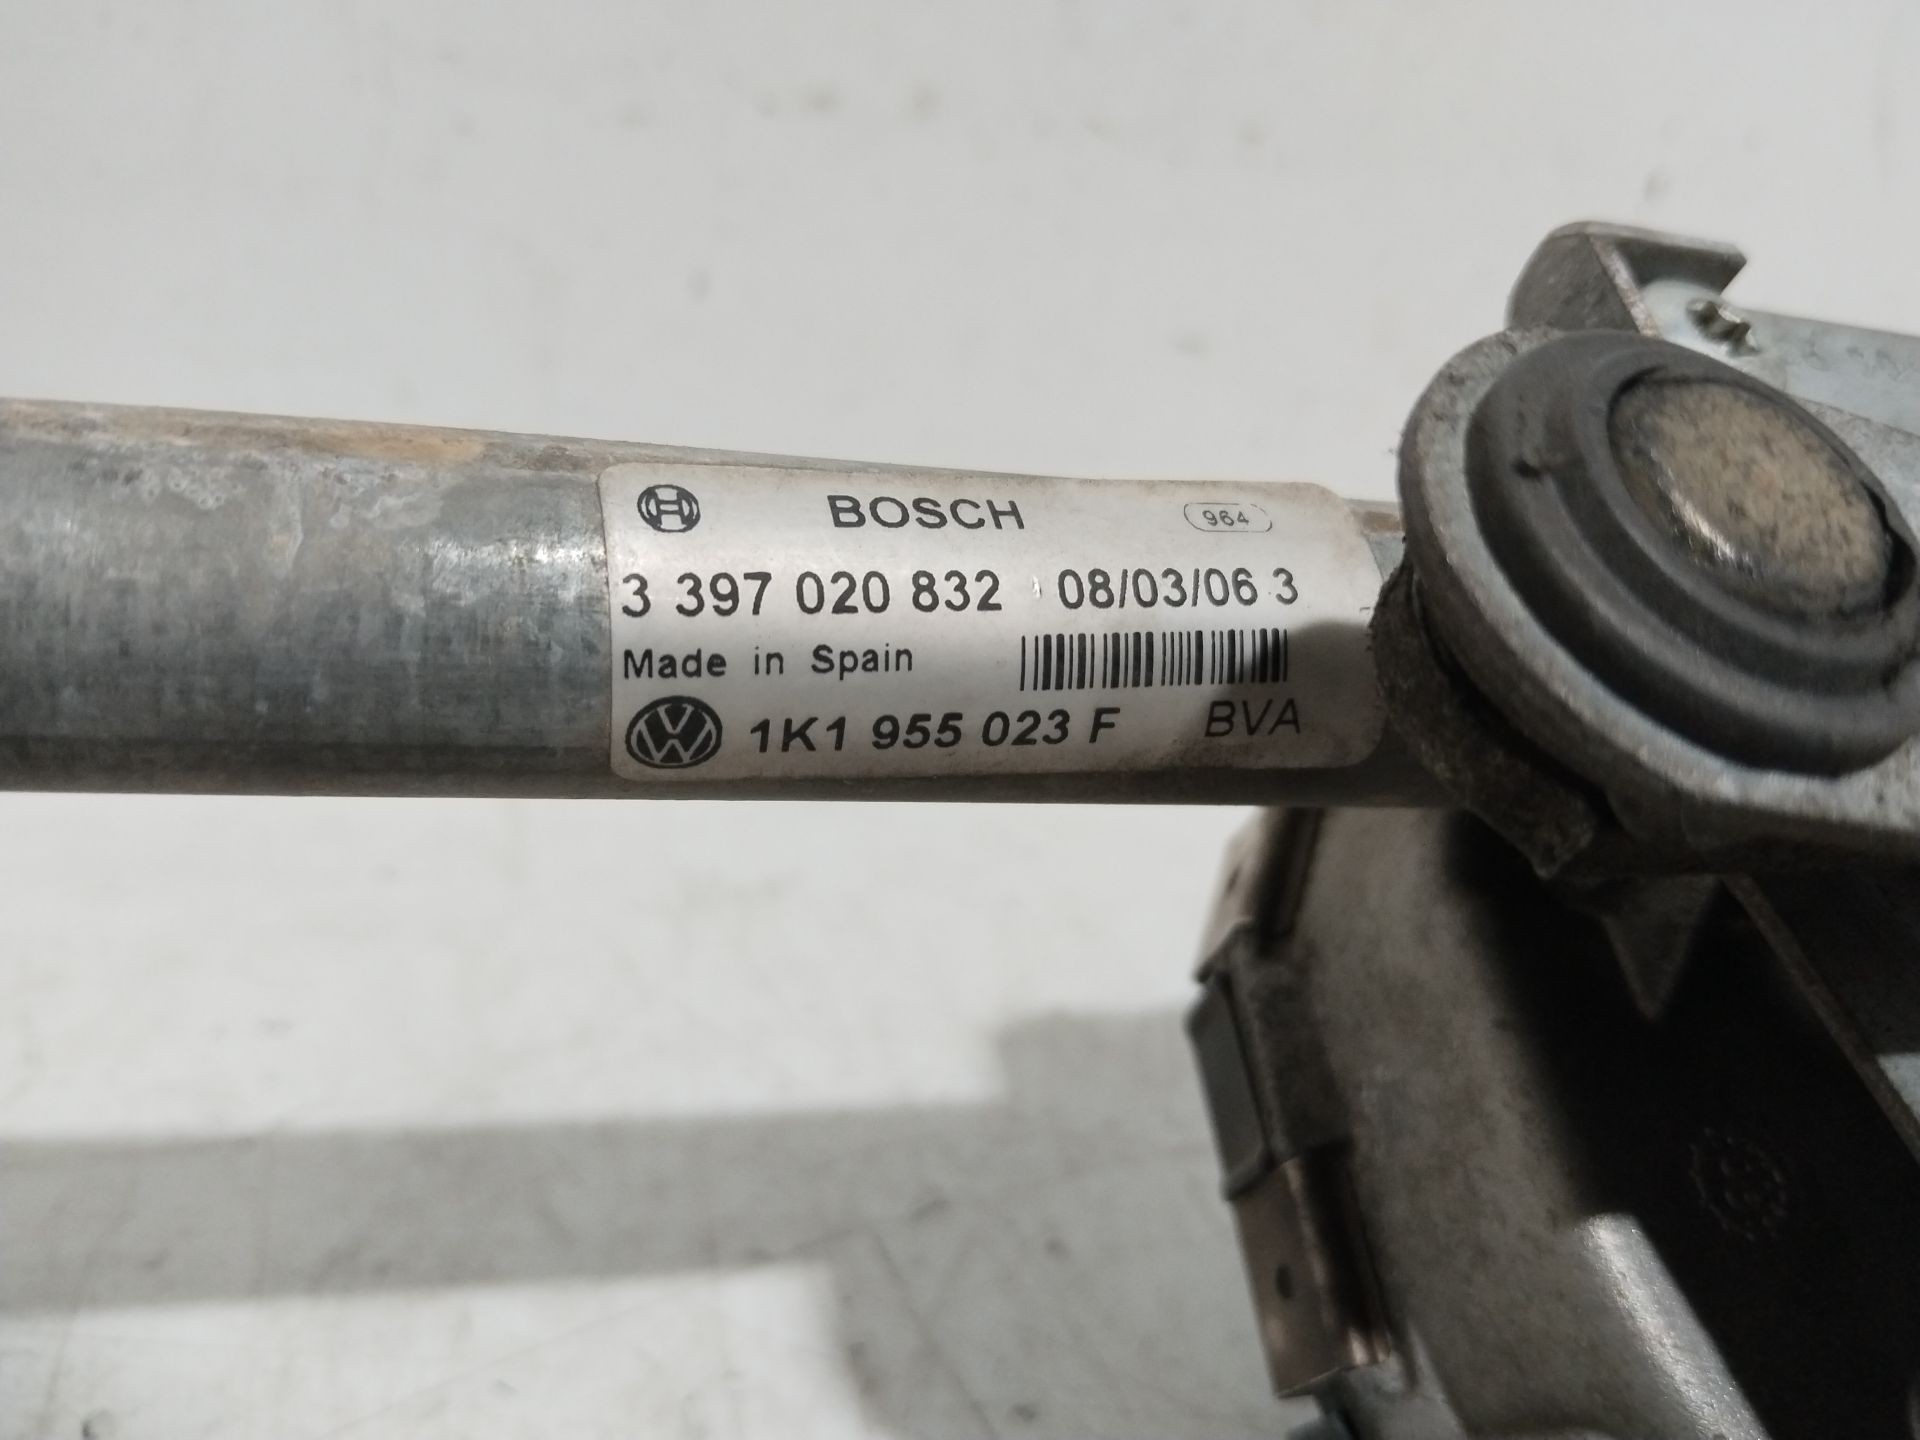 BOSCH 964
3 397 020 832 08/03/06 3
Made in Spain
1K1 955 023 F BVA